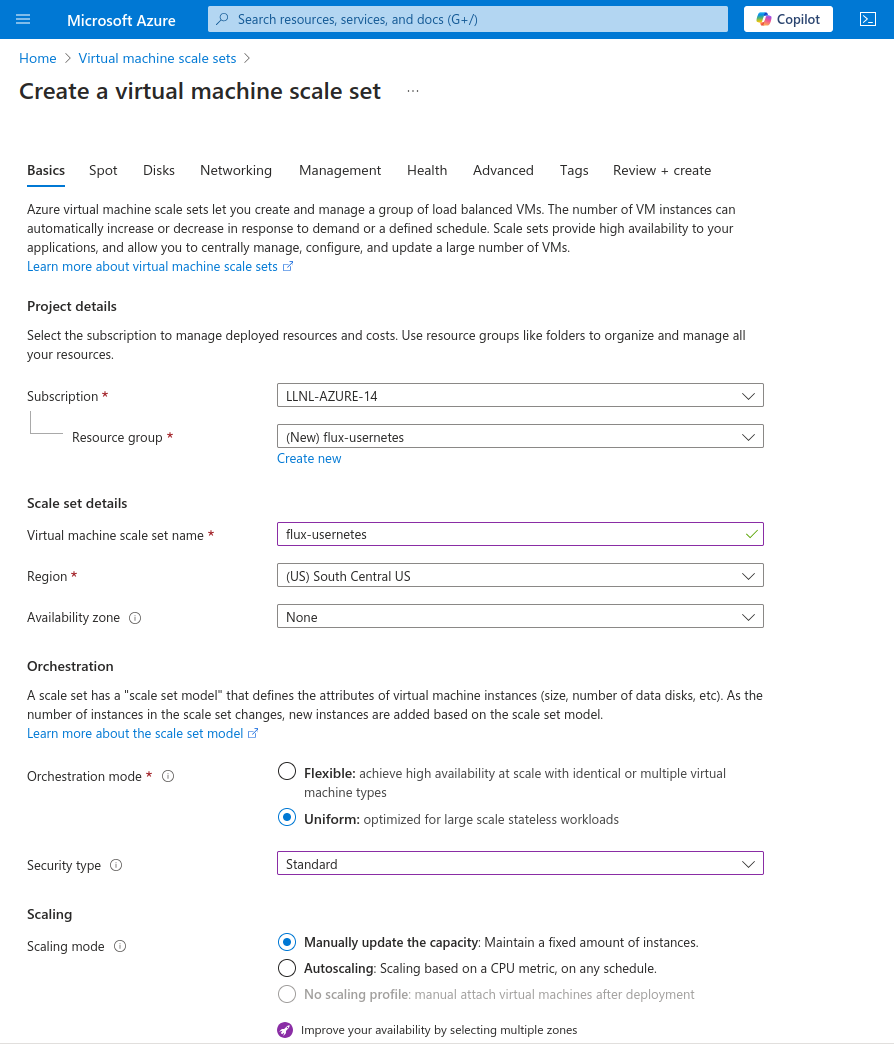 Microsoft Azure
Search resources, services, and docs (G+/)
Copilot
Home > Virtual machine scale sets >
Create a virtual machine scale set ...
Basics Spot Disks Networking Management Health Advanced Tags Review + create
Azure virtual machine scale sets let you create and manage a group of load balanced VMs. The number of VM instances can
automatically increase or decrease in response to demand or a defined schedule. Scale sets provide high availability to your
applications, and allow you to centrally manage, configure, and update a large number of VMs.
Learn more about virtual machine scale sets
Project details
Select the subscription to manage deployed resources and costs. Use resource groups like folders to organize and manage all
your resources.
Subscription *
LLNL-AZURE-14
Resource group *
(New) flux-usernetes
Create new
Scale set details
Virtual machine scale set name *
flux-usernetes
Region *
(US) South Central US
Availability zone
None
Orchestration
A scale set has a "scale set model" that defines the attributes of virtual machine instances (size, number of data disks, etc). As the
number of instances in the scale set changes, new instances are added based on the scale set model.
Learn more about the scale set model
Orchestration mode *
Flexible: achieve high availability at scale with identical or multiple virtual
machine types
Uniform: optimized for large scale stateless workloads
Security type
Standard
Scaling
Scaling mode
Manually update the capacity: Maintain a fixed amount of instances.
Autoscaling: Scaling based on a CPU metric, on any schedule.
No scaling profile: manual attach virtual machines after deployment
Improve your availability by selecting multiple zones